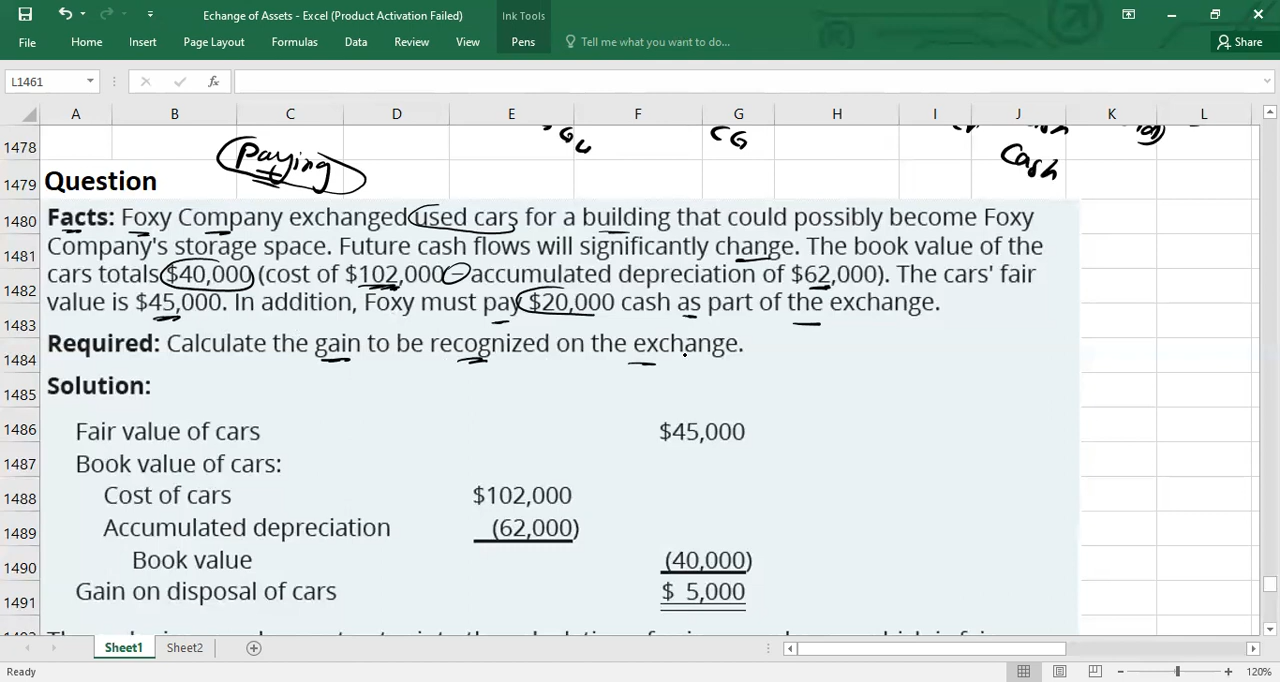 Echange of Assets - Excel (Product Activation Failed)
Ink Tools
File Home Insert Page Layout Formulas Data Review View Pens Tell me what you want to do... Share
L1461 fx
A B C D E F G H I J K L
1478
CG
Paying
Cash
1479 Question
1480 Facts: Foxy Company exchanged used cars for a building that could possibly become Foxy
1481 Company's storage space. Future cash flows will significantly change. The book value of the
1482 cars totals $40,000 (cost of $102,000 – accumulated depreciation of $62,000). The cars' fair
1483 value is $45,000. In addition, Foxy must pay $20,000 cash as part of the exchange.
1484 Required: Calculate the gain to be recognized on the exchange.
1485 Solution:
1486 Fair value of cars $45,000
1487 Book value of cars:
1488 Cost of cars $102,000
1489 Accumulated depreciation (62,000)
1490 Book value (40,000)
1491 Gain on disposal of cars $ 5,000
Sheet1 Sheet2
Ready 120%